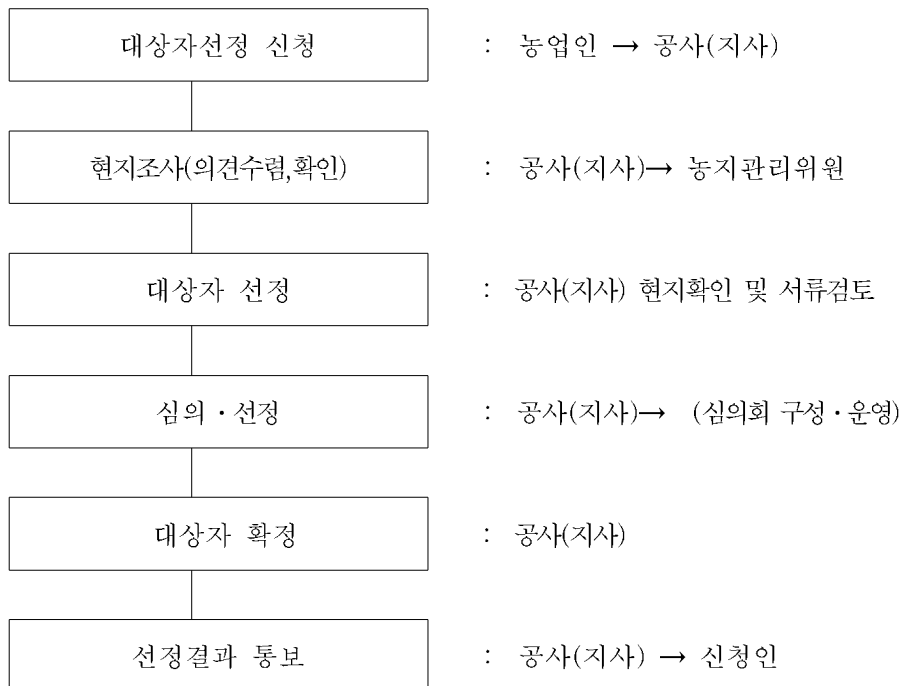 대상자선정 신청 : 농업인 → 공사(지사)
현지조사(의견수렴,확인) : 공사(지사)→ 농지관리위원
대상자 선정 : 공사(지사) 현지확인 및 서류검토
심의·선정 : 공사(지사)→ (심의회 구성·운영)
대상자 확정 : 공사(지사)
선정결과 통보 : 공사(지사) → 신청인